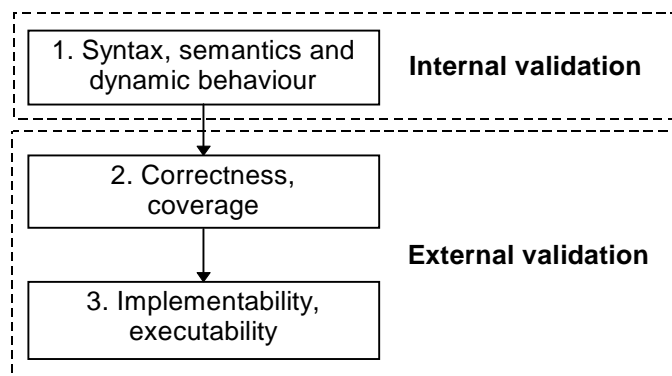 1. Syntax, semantics and
dynamic behaviour
Internal validation
2. Correctness,
coverage
External validation
3. Implementability,
executability